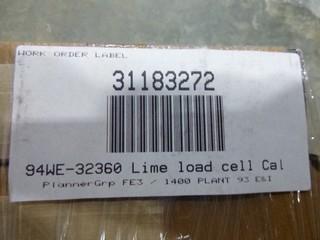 WORK ORDER LABEL
31183272
94WE-32360 Lime load cell Cal
PlannerGrp FE3 / 1400 PLANT 93 E&I